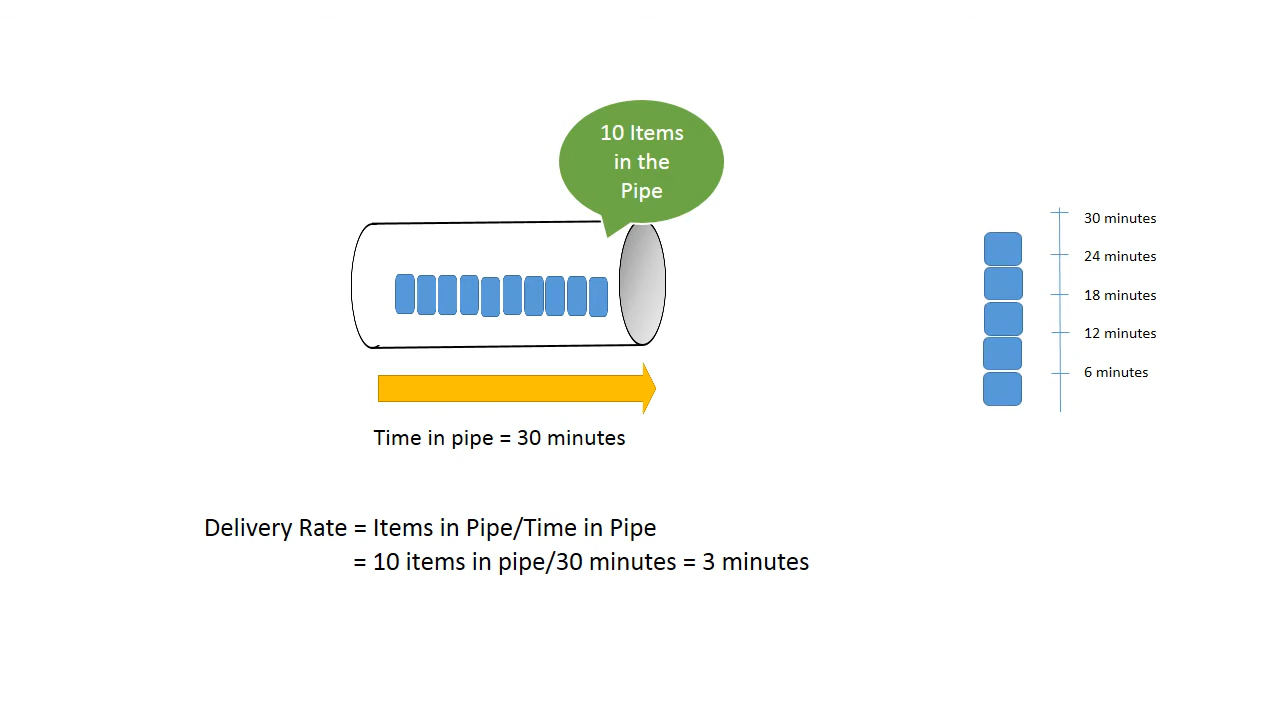 10 Items
in the
Pipe
30 minutes
24 minutes
18 minutes
12 minutes
6 minutes
Time in pipe = 30 minutes
Delivery Rate = Items in Pipe/Time in Pipe
= 10 items in pipe/30 minutes = 3 minutes